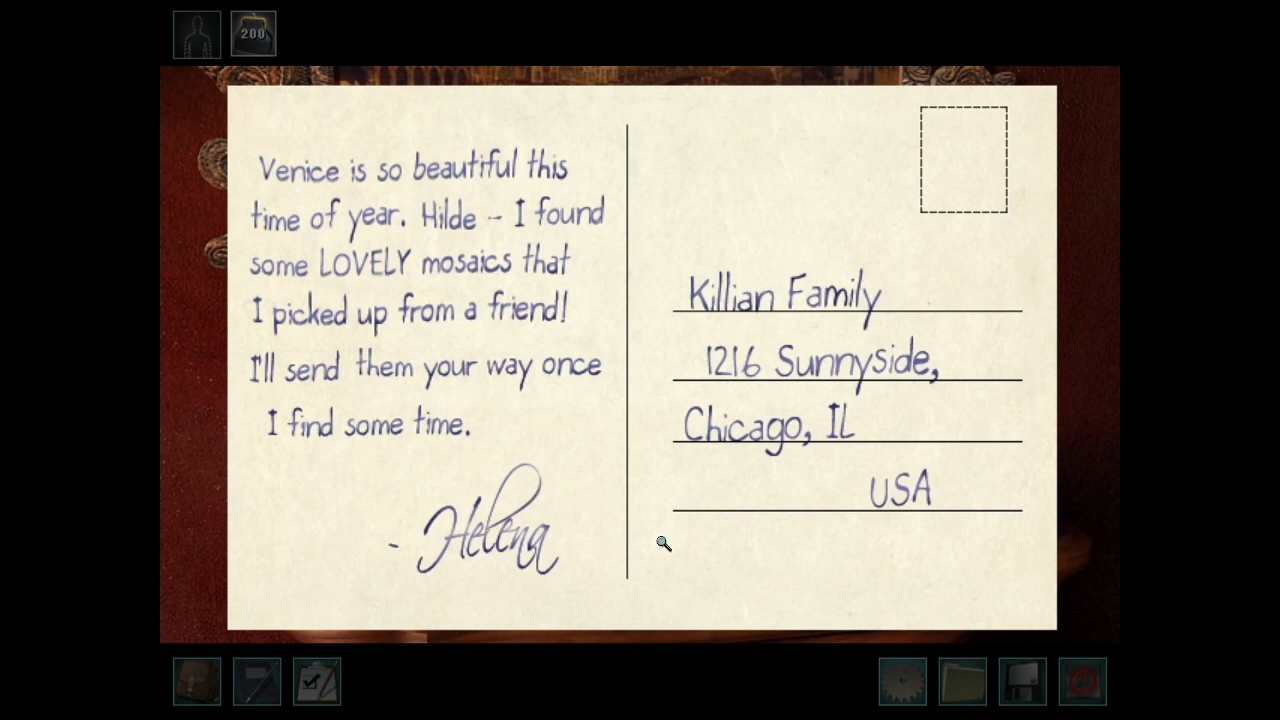 200
Venice is so beautiful this
time of year. Hilde - I found
some LOVELY mosaics that
I picked up from a friend!
I'll send them your way once
I find some time.
- Helena
Killian Family
1216 Sunnyside,
Chicago, IL
USA